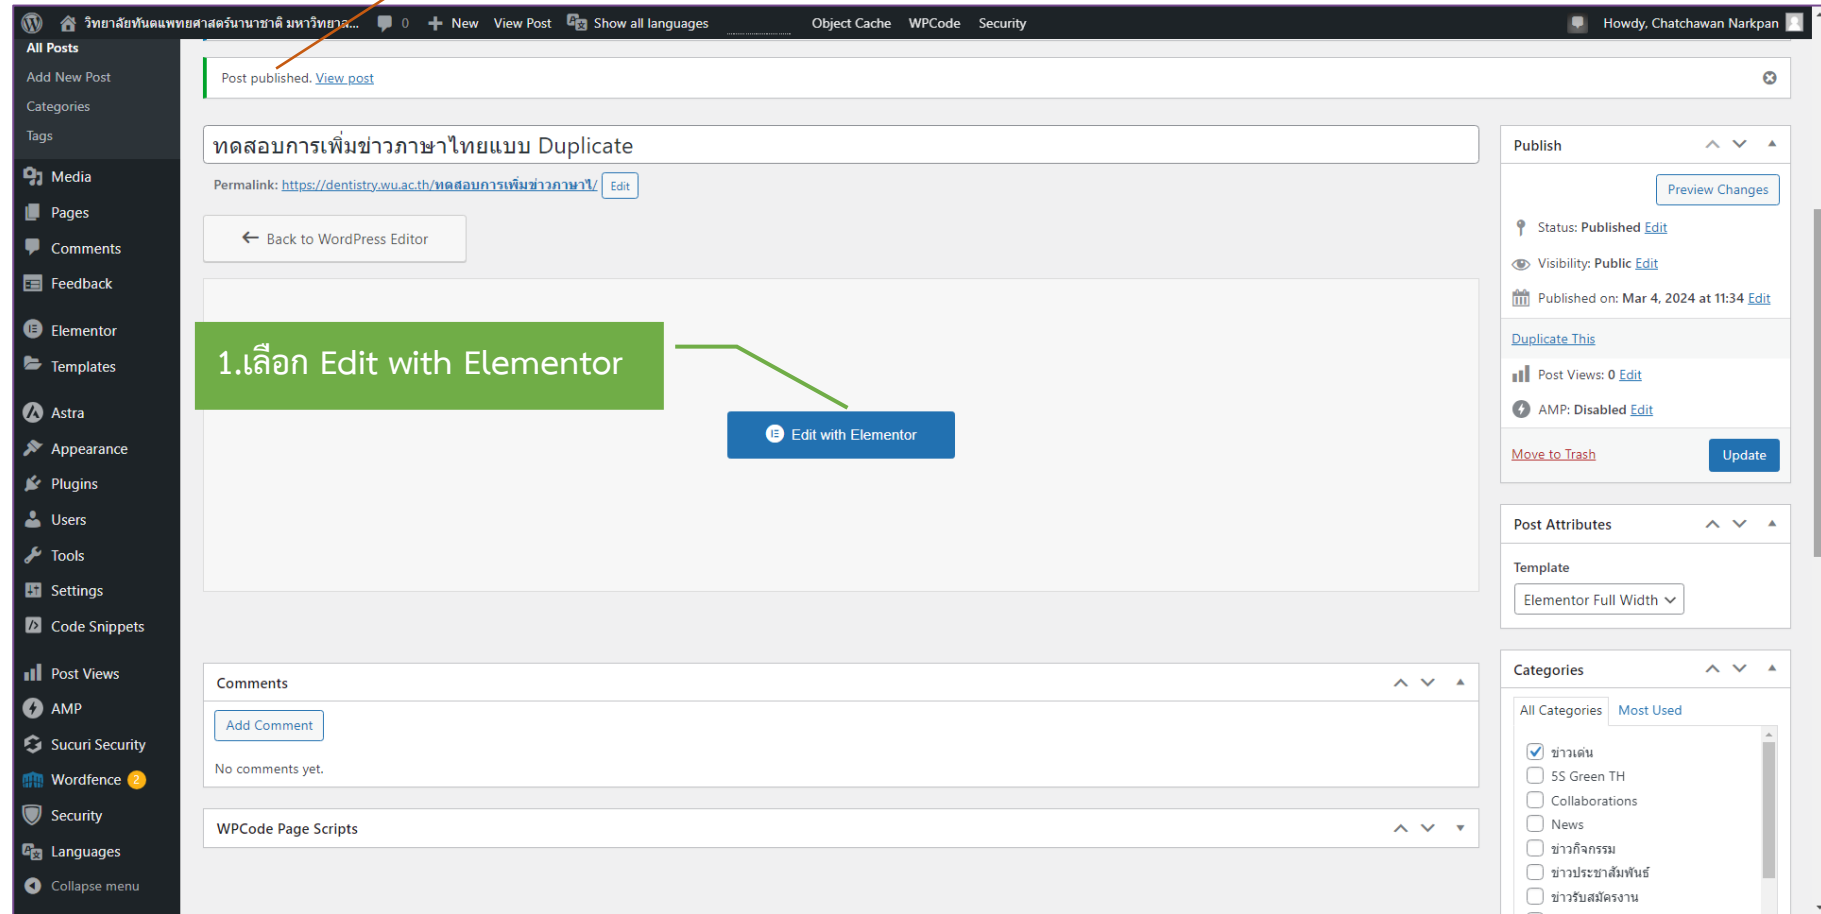 วิทยาลัยทันตแพทยศาสตร์นานาชาติ มหาวิทยาล... 0 New View Post Show all languages Object Cache WPCode Security Howdy, Chatchawan Narkpan
All Posts
Add New Post
Categories
Tags
Media
Pages
Comments
Feedback
Elementor
Templates
Astra
Appearance
Plugins
Users
Tools
Settings
Code Snippets
Post Views
AMP
Sucuri Security
Wordfence 2
Security
Languages
Collapse menu
Post published. View post
ทดสอบการเพิ่มข่าวภาษาไทยแบบ Duplicate
Permalink: https://dentistry.wu.ac.th/ทดสอบการเพิ่มข่าวภาษาไ/ Edit
Back to WordPress Editor
1.เลือก Edit with Elementor
Edit with Elementor
Comments
Add Comment
No comments yet.
WPCode Page Scripts
Publish
Preview Changes
Status: Published Edit
Visibility: Public Edit
Published on: Mar 4, 2024 at 11:34 Edit
Duplicate This
Post Views: 0 Edit
AMP: Disabled Edit
Move to Trash Update
Post Attributes
Template
Elementor Full Width
Categories
All Categories Most Used
ข่าวเด่น
5S Green TH
Collaborations
News
ข่าวกิจกรรม
ข่าวประชาสัมพันธ์
ข่าวรับสมัครงาน